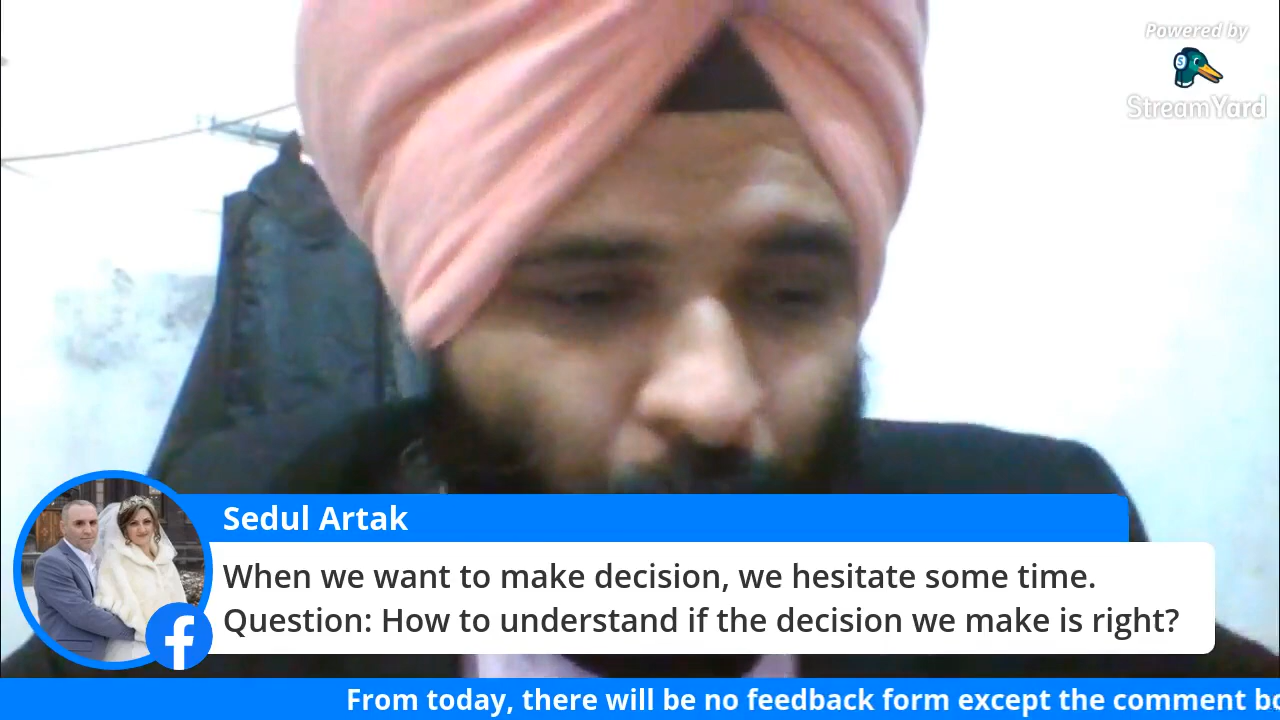 Powered by
StreamYard
Sedul Artak
When we want to make decision, we hesitate some time.
Question: How to understand if the decision we make is right?
From today, there will be no feedback form except the comment